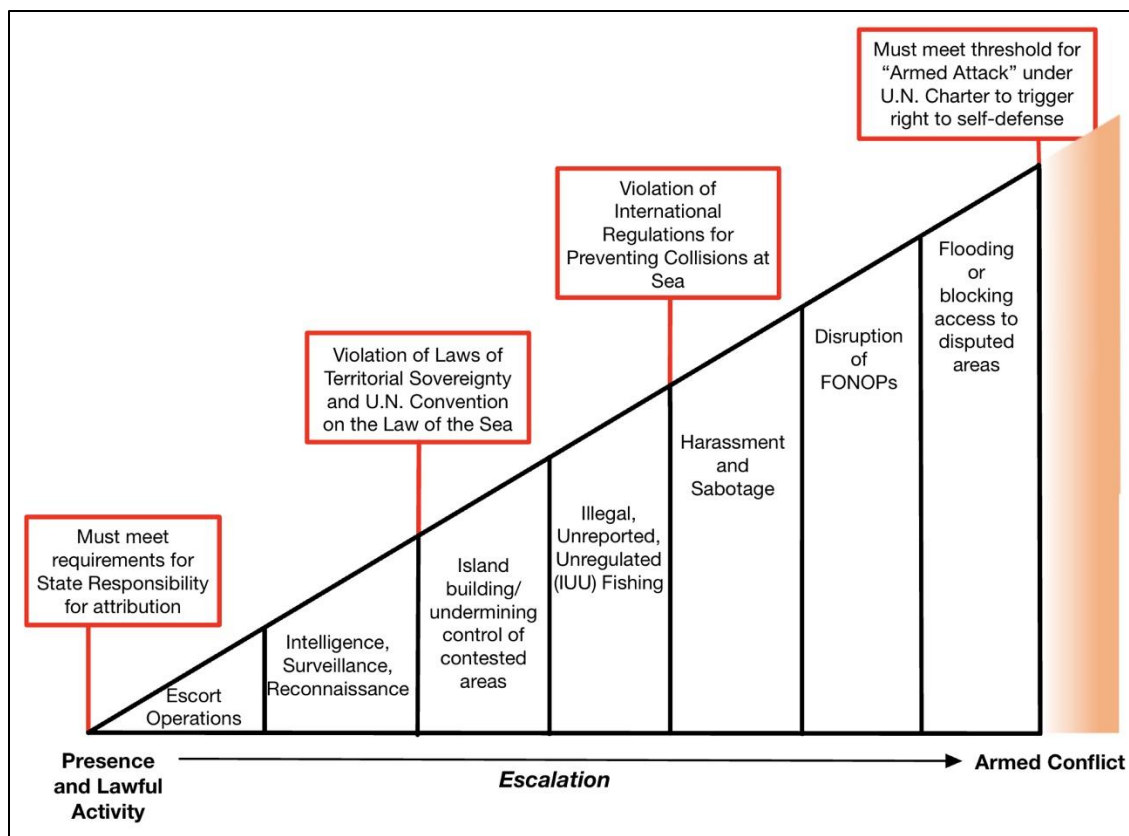 Must meet threshold for
“Armed Attack” under
U.N. Charter to trigger
right to self-defense
Violation of
International
Regulations for
Preventing Collisions at
Sea
Violation of Laws of
Territorial Sovereignty
and U.N. Convention
on the Law of the Sea
Must meet
requirements for
State Responsibility
for attribution
Escort
Operations
Intelligence,
Surveillance,
Reconnaissance
Island
building/
undermining
control of
contested
areas
Illegal,
Unreported,
Unregulated
(IUU) Fishing
Harassment
and
Sabotage
Disruption
of
FONOPs
Flooding
or
blocking
access to
disputed
areas
Presence
and Lawful
Activity
Escalation
Armed Conflict